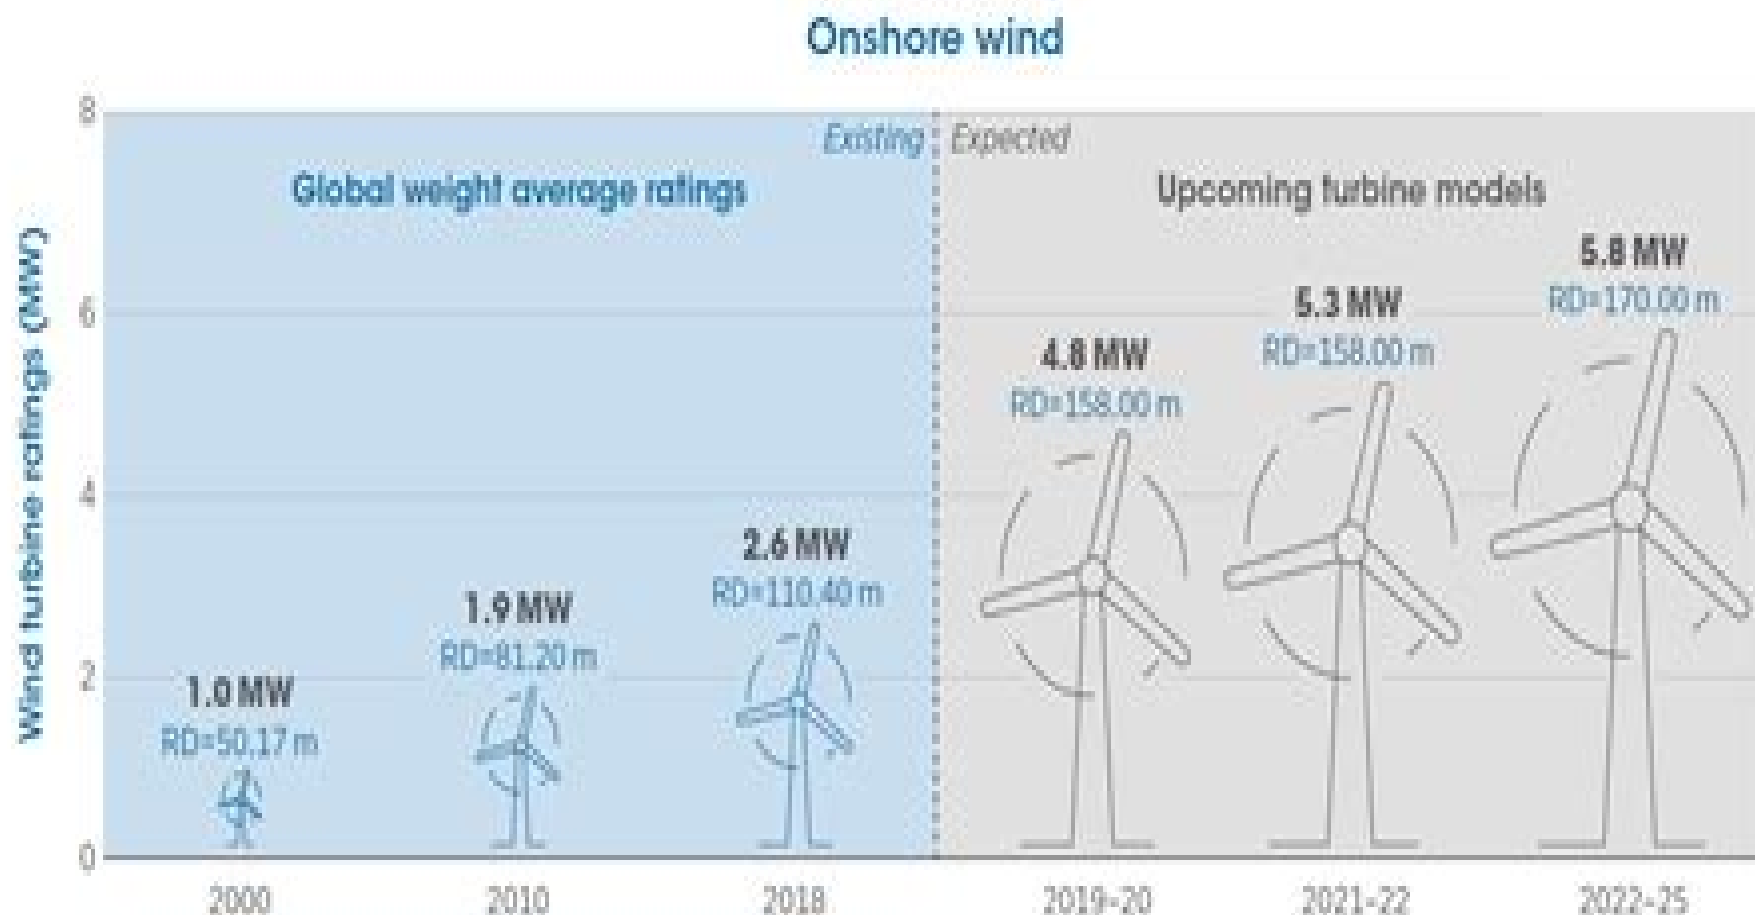 Onshore wind
Wind turbine ratings (MW)
8
6
4
2
0
Existing
Expected
Global weight average ratings
Upcoming turbine models
1.0 MW
RD=50.17 m
1.9 MW
RD=81.20 m
2.6 MW
RD=110.40 m
4.8 MW
RD=158.00 m
5.3 MW
RD=158.00 m
5.8 MW
RD=170.00 m
2000
2010
2018
2019-20
2021-22
2022-25